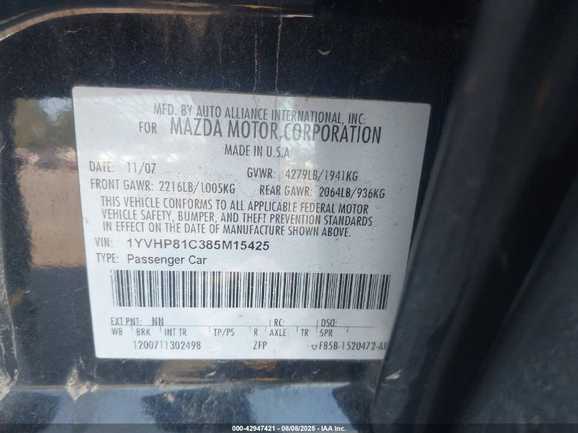 MFD. BY AUTO ALLIANCE INTERNATIONAL, INC.
FOR MAZDA MOTOR CORPORATION
MADE IN U.S.A
DATE: 11/07 GVWR: 4279LB/1941KG
FRONT GAWR: 2216LB/1005KG REAR GAWR: 2064LB/936KG
THIS VEHICLE CONFORMS TO ALL APPLICABLE FEDERAL MOTOR
VEHICLE SAFETY, BUMPER, AND THEFT PREVENTION STANDARDS
IN EFFECT ON THE DATE OF MANUFACTURE SHOWN ABOVE.
VIN: 1YVHP81C385M15425
TYPE: Passenger Car
EXT PNT: NN RC: DSO:
WB BRK INT TR TP/PS R AXLE TR SPR
1200711302498 ZFP
000-42947421 - 08/08/2025 - IAA Inc.